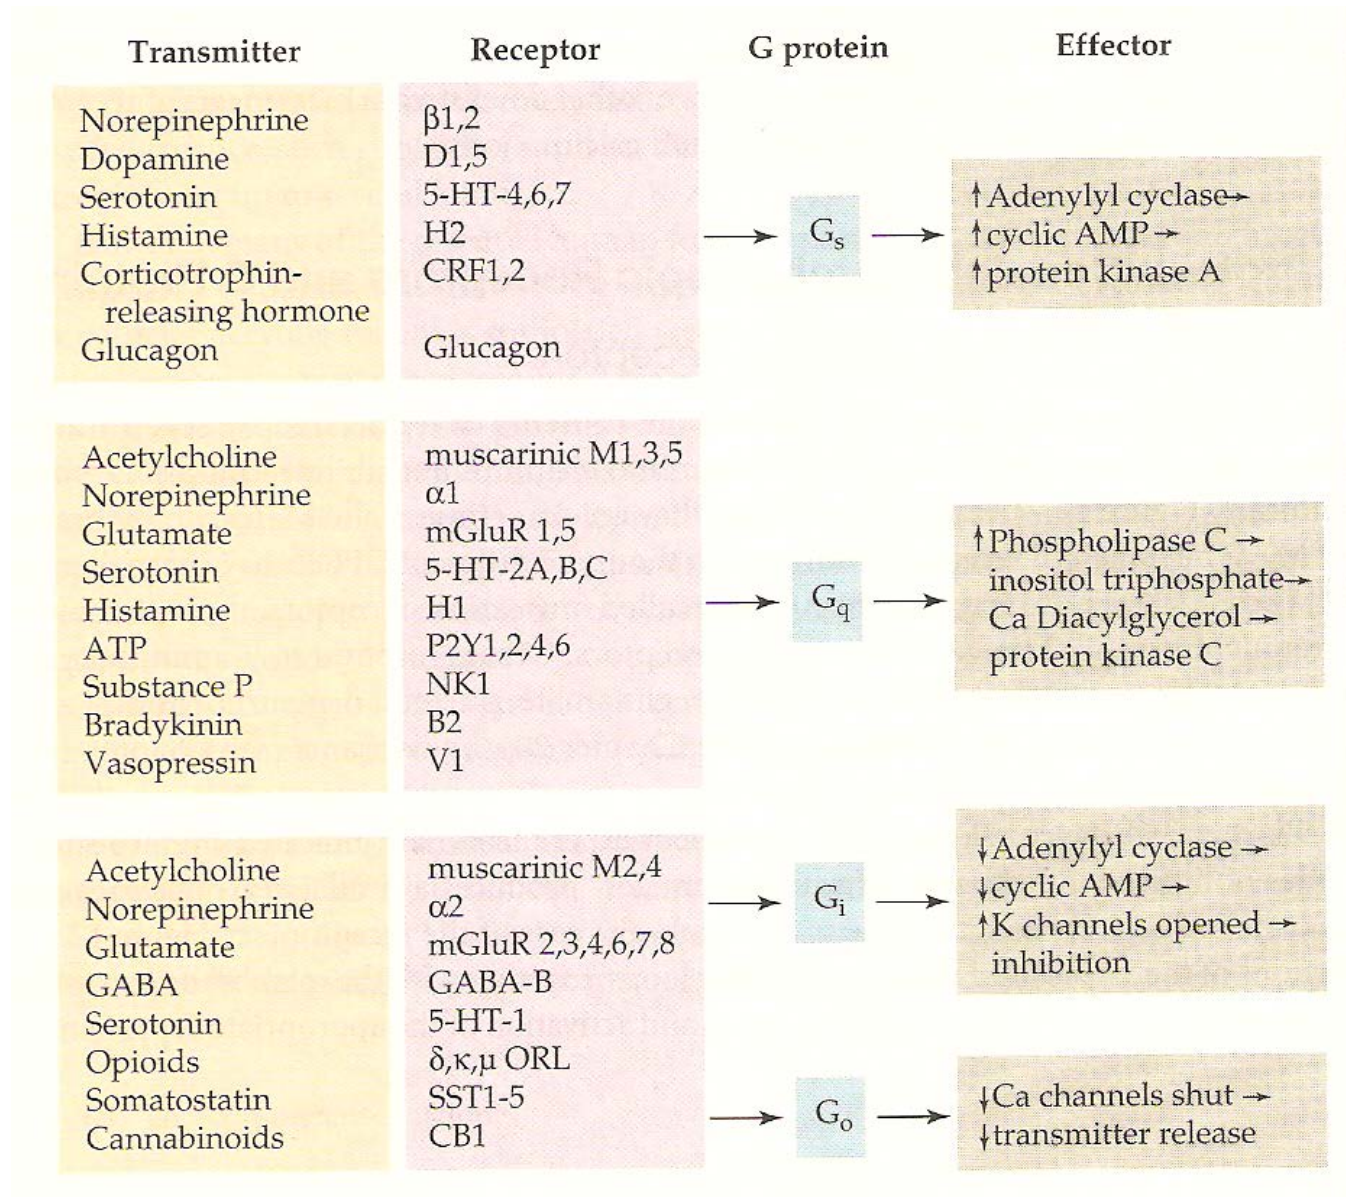 Transmitter Receptor G protein Effector
Norepinephrine β1,2
Dopamine D1,5
Serotonin 5-HT-4,6,7
Histamine H2
Corticotrophin- CRF1,2
releasing hormone
Glucagon Glucagon
Gs
↑Adenylyl cyclase→
↑cyclic AMP→
↑protein kinase A
Acetylcholine muscarinic M1,3,5
Norepinephrine α1
Glutamate mGluR 1,5
Serotonin 5-HT-2A,B,C
Histamine H1
ATP P2Y1,2,4,6
Substance P NK1
Bradykinin B2
Vasopressin V1
Gq
↑Phospholipase C→
inositol triphosphate→
Ca Diacylglycerol→
protein kinase C
Acetylcholine muscarinic M2,4
Norepinephrine α2
Glutamate mGluR 2,3,4,6,7,8
GABA GABA-B
Serotonin 5-HT-1
Opioids δ,κ,μ ORL
Somatostatin SST1-5
Cannabinoids CB1
Gi
↓Adenylyl cyclase→
↓cyclic AMP→
↑K channels opened→
inhibition
Go
↓Ca channels shut→
↓transmitter release